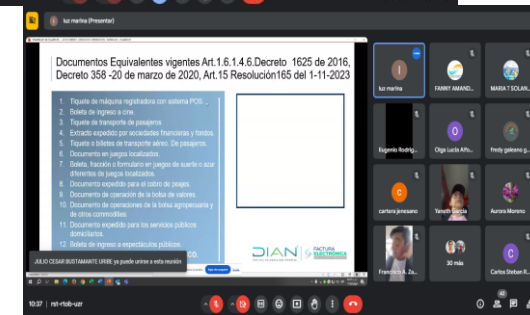 luz marina (Presentar)
Documentos Equivalentes vigentes Art.1.6.1.4.6.Decreto 1625 de 2016,
Decreto 358 -20 de marzo de 2020, Art.15 Resolución165 del 1-11-2023
1. Tiquete de máquina registradora con sistema POS. ,
2. Boleta de ingreso a cine.
3. Tiquete de transporte de pasajeros.
4. Extracto expedido por sociedades financieras y fondos.
5. Tiquete o billetes de transporte aéreo. De pasajeros.
6. Documento en juegos localizados.
7. Boleta, fracción o formulario en juegos de suerte o azar
diferentes de juegos localizados.
8. Documento expedido para el cobro de peajes.
9. Documento de operación de la bolsa de valores.
10. Documento de operaciones de la bolsa agropecuaria y
de otros commodities.
11. Documento expedido para los servicios públicos
domiciliarios.
12. Boleta de ingreso a espectáculos públicos.
JULIO CESAR BUSTAMANTE URIBE ya puede unirse a esta reunión
DIAN
FACTURA
ELECTRÓNICA
luz marina
FANNY AMAND...
MARIA T SOLAN...
Eugenio Rodrig...
Olga Lucía Alfo...
fredy galeano g...
cartera jenesano
Yaneth García
Aurora Moreno
Francisco A. Za...
30 más
Carlos Steban R...
10:37 | rst-rtob-uzr